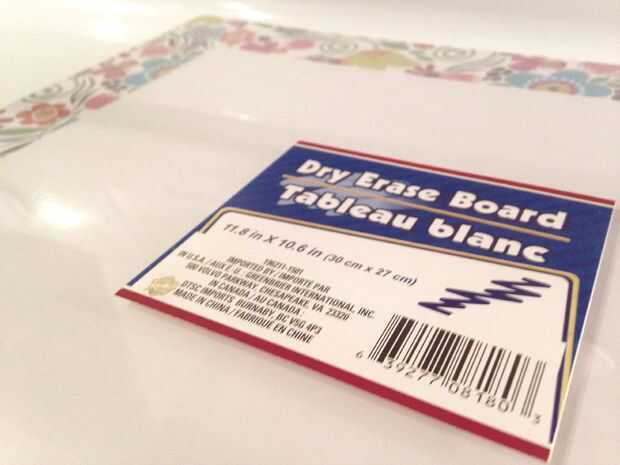 Dry Erase Board
Tableau blanc
11.8 in X 10.6 in (30 cm x 27 cm)
196211-1501
IMPORTED BY: IMPORTÉ PAR
IN U.S.A. / AUX É.U.: GREENBRIER INTERNATIONAL, INC.
500 VOLVO PARKWAY, CHESAPEAKE, VA 23320
IN CANADA / AU CANADA :
DTSC IMPORTS, BURNABY, BC V5G 4P3
MADE IN CHINA / FABRIQUÉ EN CHINE
6 39277 08180 3